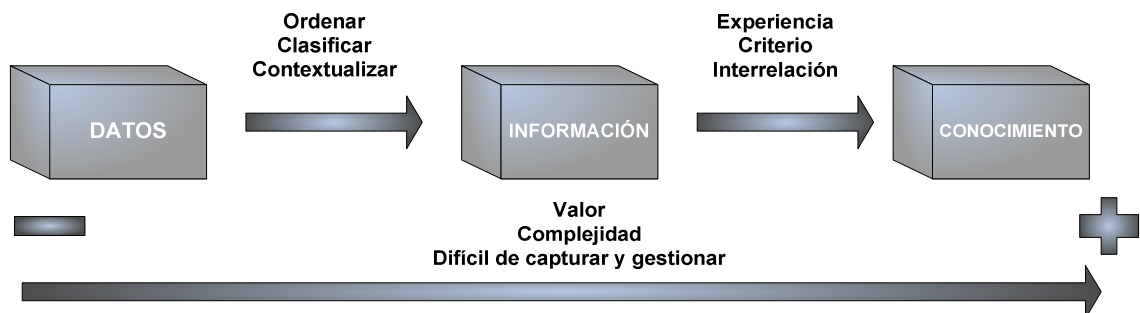 Ordenar
Clasificar
Contextualizar
Experiencia
Criterio
Interrelación
DATOS
INFORMACIÓN
CONOCIMIENTO
Valor
Complejidad
Difícil de capturar y gestionar